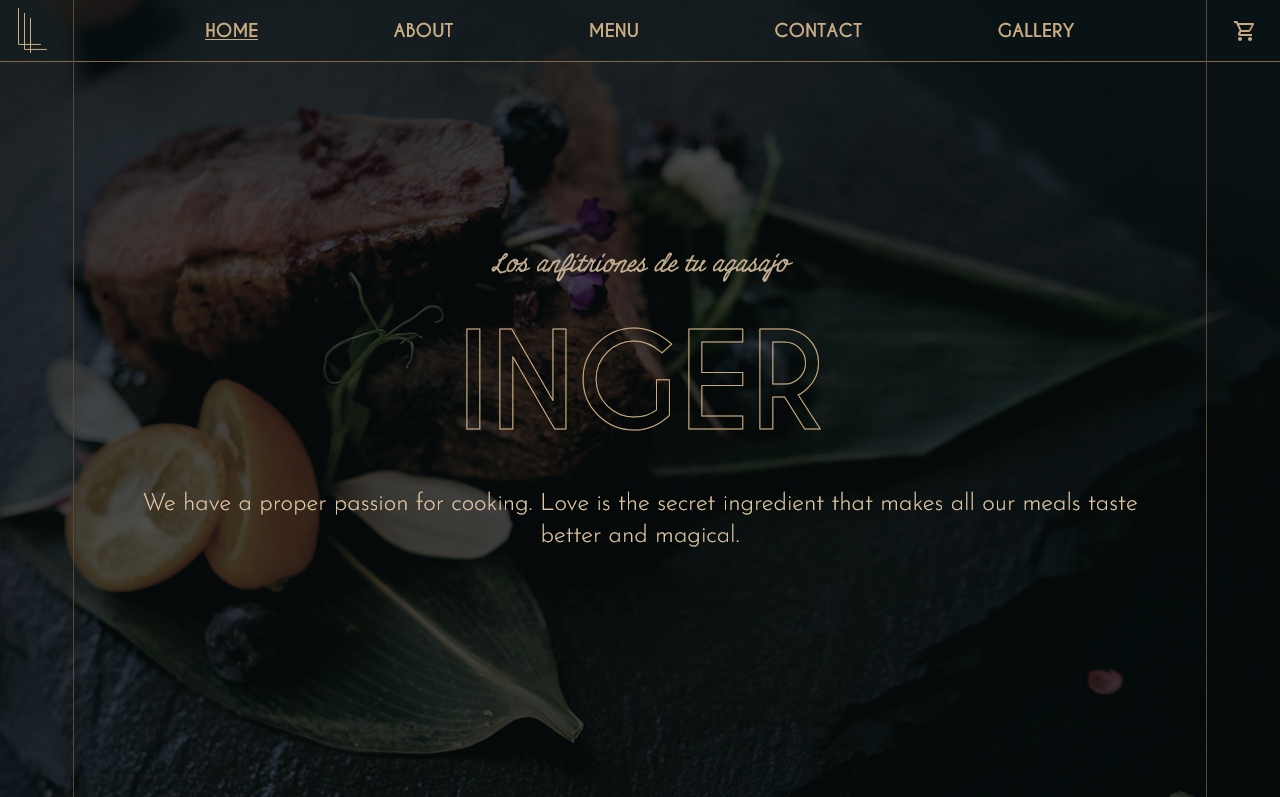 HOME ABOUT MENU CONTACT GALLERY
Los anfitriones de tu agasajo
INGER
We have a proper passion for cooking. Love is the secret ingredient that makes all our meals taste
better and magical.